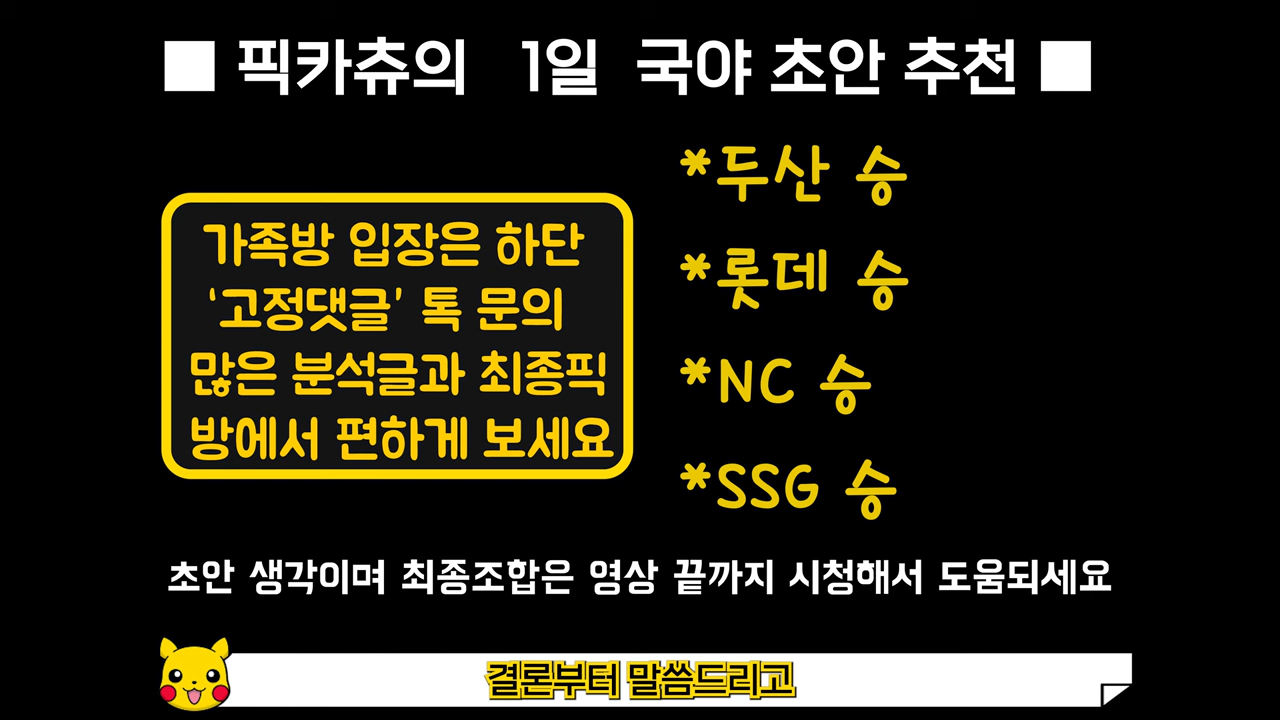 ■ 픽카츄의 1일 국야 초안 추천 ■
가족방 입장은 하단
‘고정댓글’ 톡 문의
많은 분석글과 최종픽
방에서 편하게 보세요
*두산 승
*롯데 승
*NC 승
*SSG 승
초안 생각이며 최종조합은 영상 끝까지 시청해서 도움되세요
결론부터 말씀드리고